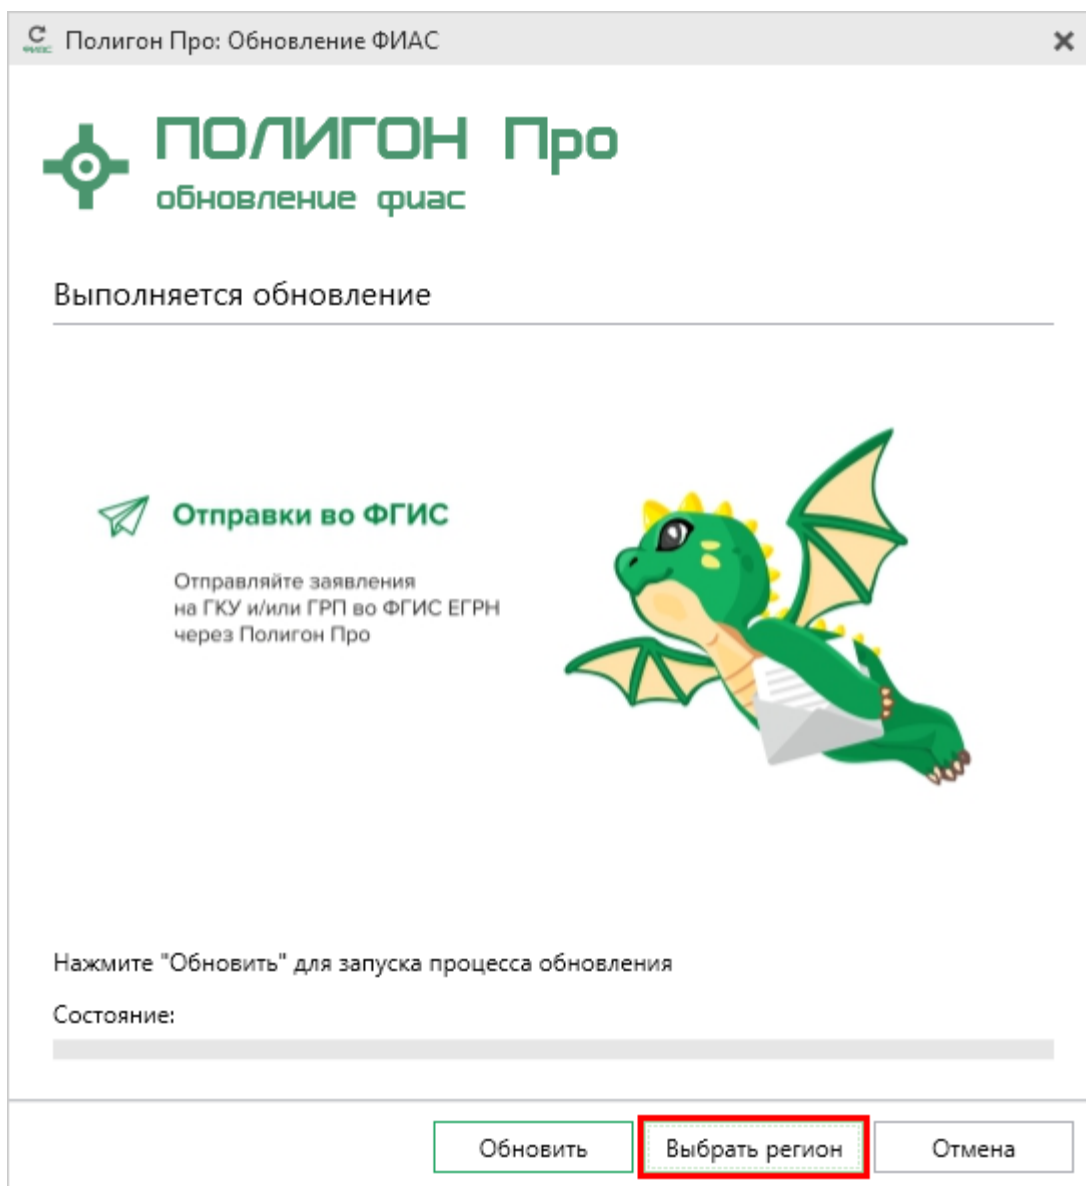 Полигон Про: Обновление ФИАС
ПОЛИГОН Про
обновление фиас
Выполняется обновление
Отправки во ФГИС
Отправляйте заявления
на ГКУ и/или ГРП во ФГИС ЕГРН
через Полигон Про
Нажмите "Обновить" для запуска процесса обновления
Состояние:
Обновить
Выбрать регион
Отмена